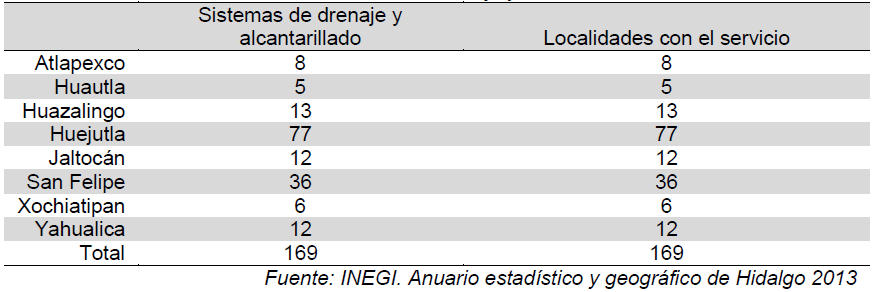 Sistemas de drenaje y
alcantarillado Localidades con el servicio
Atlapexco 8 8
Huautla 5 5
Huazalingo 13 13
Huejutla 77 77
Jaltocán 12 12
San Felipe 36 36
Xochiatipan 6 6
Yahualica 12 12
Total 169 169
Fuente: INEGI. Anuario estadístico y geográfico de Hidalgo 2013